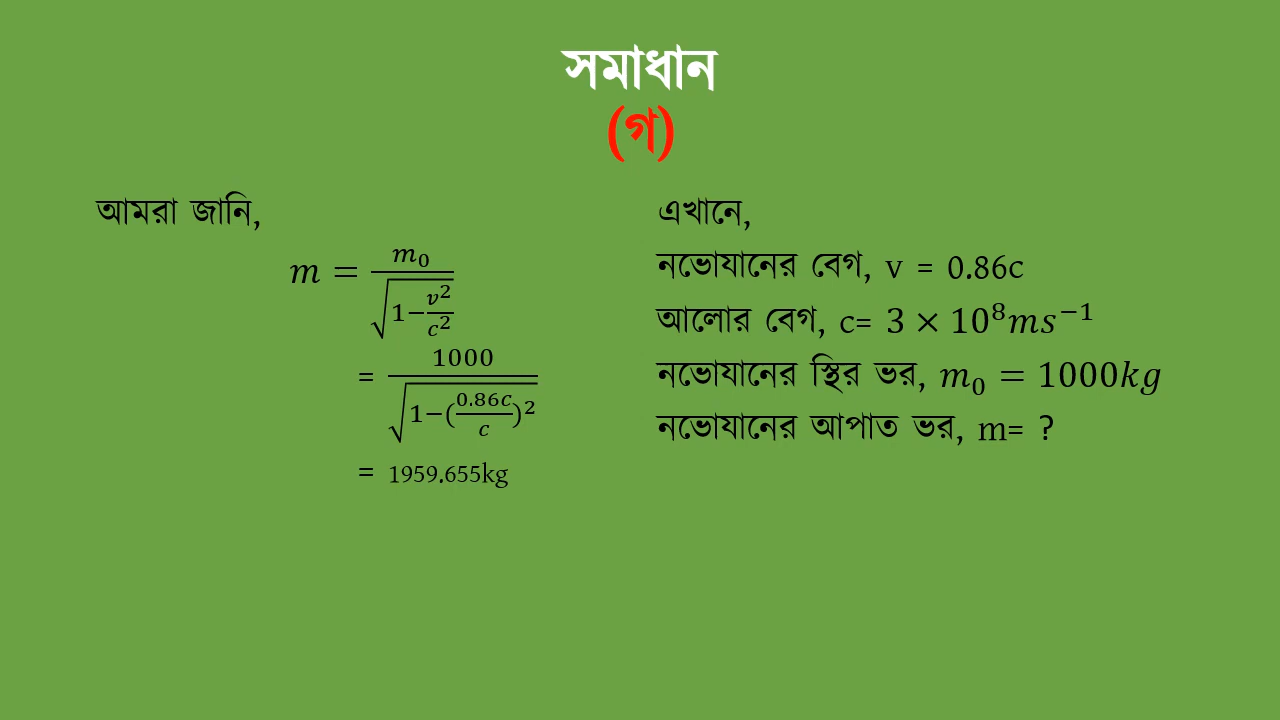 সমাধান
(গ)
আমরা জানি,
m = m₀ / √(1−v²/c²)
= 1000 / √(1−(0.86c/c)²)
= 1959.655kg
এখানে,
নভোযানের বেগ, v = 0.86c
আলোর বেগ, c= 3 × 10⁸ms⁻¹
নভোযানের স্থির ভর, m₀ = 1000kg
নভোযানের আপাত ভর, m= ?